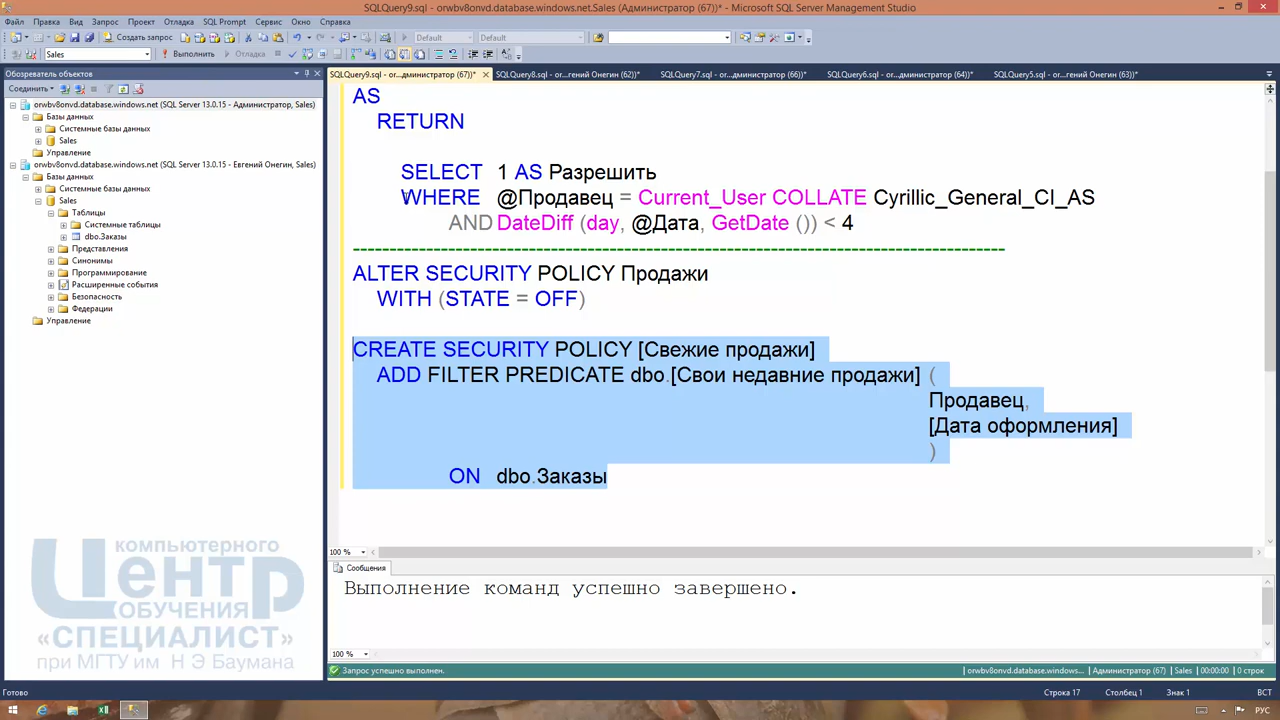 SQLQuery9.sql - orwbv8onvd.database.windows.net.Sales (Администратор (67))* - Microsoft SQL Server Management Studio
Файл Правка Вид Запрос Проект Отладка SQL Prompt Сервис Окно Справка
Создать запрос Default Default
Sales Выполнить Отладка
Обозреватель объектов
SQLQuery9.sql - or...дминистратор (67))* SQLQuery8.sql - or...гений Онегин (62))* SQLQuery7.sql - or...дминистратор (66))* SQLQuery6.sql - or...дминистратор (64))* SQLQuery5.sql - or...гений Онегин (63))*
Соединить
orwbv8onvd.database.windows.net (SQL Server 13.0.15 - Администратор, Sales)
Базы данных
Системные базы данных
Sales
Управление
orwbv8onvd.database.windows.net (SQL Server 13.0.15 - Евгений Онегин, Sales)
Базы данных
Системные базы данных
Sales
Таблицы
Системные таблицы
dbo.Заказы
Представления
Синонимы
Программирование
Расширенные события
Безопасность
Федерации
Управление
AS
RETURN
SELECT 1 AS Разрешить
WHERE @Продавец = Current_User COLLATE Cyrillic_General_CI_AS
AND DateDiff (day, @Дата, GetDate ()) < 4
--------------------------------------------------------------------------------
ALTER SECURITY POLICY Продажи
WITH (STATE = OFF)
CREATE SECURITY POLICY [Свежие продажи]
ADD FILTER PREDICATE dbo.[Свои недавние продажи] (
Продавец,
[Дата оформления]
)
ON dbo.Заказы
100 %
Сообщения
Выполнение команд успешно завершено.
100 %
Запрос успешно выполнен. orwbv8onvd.database.windows.net... Администратор (67) Sales 00:00:00 0 строк
Готово Строка 17 Столбец 1 Знак 1 ВСТ
компьютерного
Центр
ОБУЧЕНИЯ
«СПЕЦИАЛИСТ»
при МГТУ им Н Э Баумана
РУС